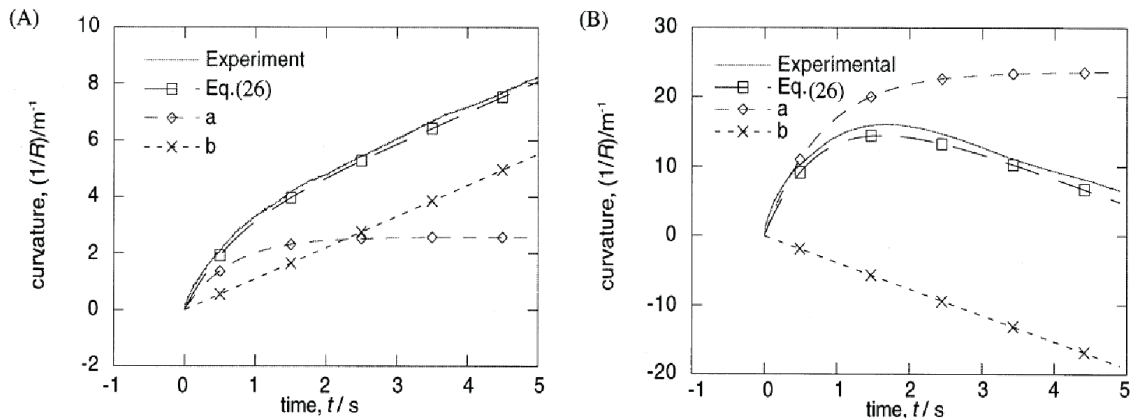 (A)
10
8
6
4
2
0
-2
-1 0 1 2 3 4 5
curvature, (1/R)/m⁻¹
time, t / s
Experiment
Eq.(26)
a
b
(B)
30
20
10
0
-10
-20
-1 0 1 2 3 4 5
curvature, (1/R)/m⁻¹
time, t / s
Experimental
Eq.(26)
a
b